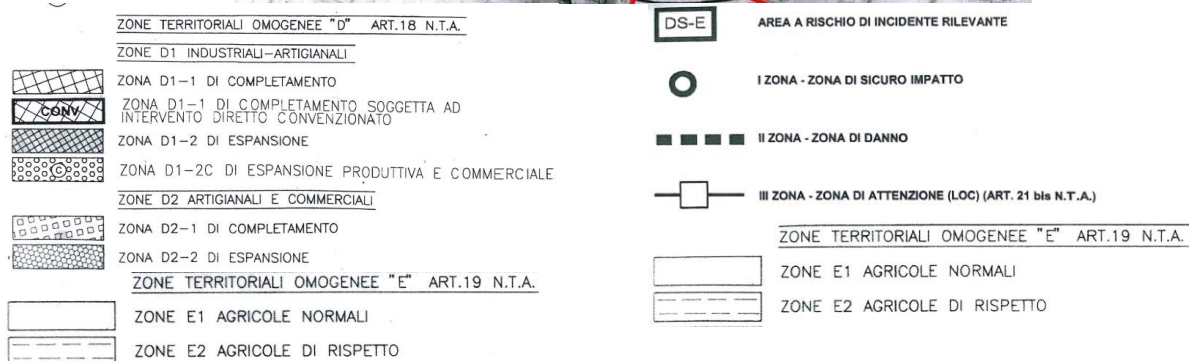 ZONE TERRITORIALI OMOGENEE "D" ART.18 N.T.A.
ZONE D1 INDUSTRIALI-ARTIGIANALI
ZONA D1-1 DI COMPLETAMENTO
CONV
ZONA D1-1 DI COMPLETAMENTO SOGGETTA AD
INTERVENTO DIRETTO CONVENZIONATO
ZONA D1-2 DI ESPANSIONE
C
ZONA D1-2C DI ESPANSIONE PRODUTTIVA E COMMERCIALE
ZONE D2 ARTIGIANALI E COMMERCIALI
ZONA D2-1 DI COMPLETAMENTO
ZONA D2-2 DI ESPANSIONE
ZONE TERRITORIALI OMOGENEE "E" ART.19 N.T.A.
ZONE E1 AGRICOLE NORMALI
ZONE E2 AGRICOLE DI RISPETTO
DS-E
AREA A RISCHIO DI INCIDENTE RILEVANTE
I ZONA - ZONA DI SICURO IMPATTO
II ZONA - ZONA DI DANNO
III ZONA - ZONA DI ATTENZIONE (LOC) (ART. 21 bis N.T.A.)
ZONE TERRITORIALI OMOGENEE "E" ART.19 N.T.A.
ZONE E1 AGRICOLE NORMALI
ZONE E2 AGRICOLE DI RISPETTO